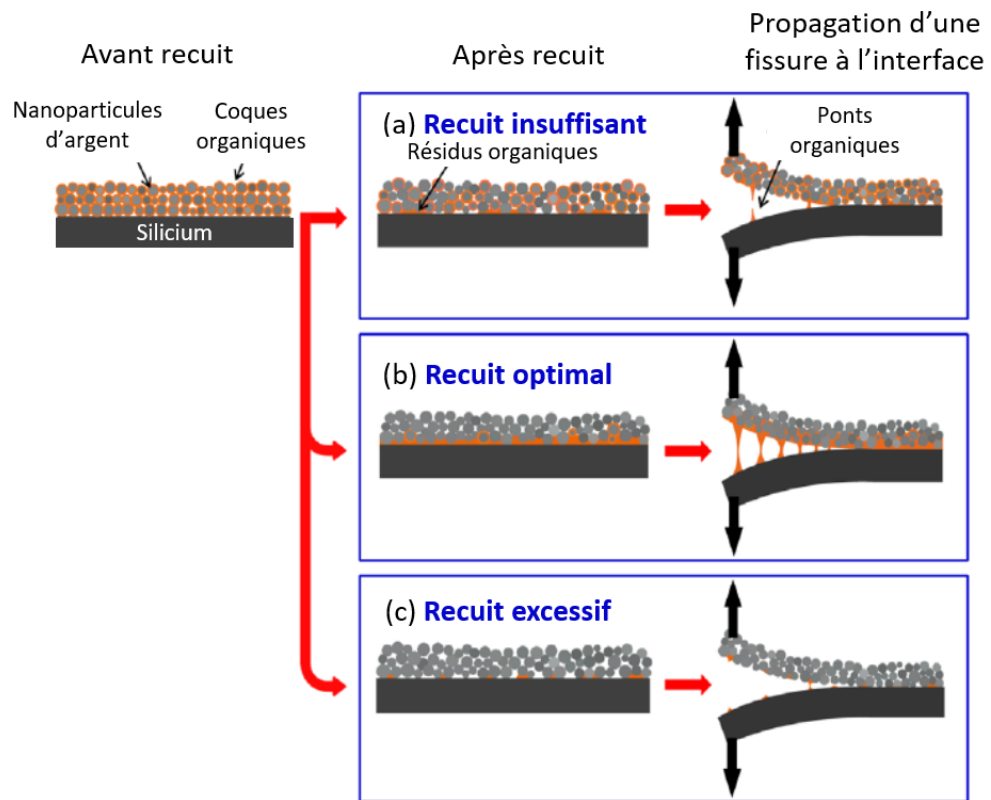 Avant recuit
Après recuit
Propagation d’une
fissure à l’interface
Nanoparticules
d’argent
Coques
organiques
Silicium
(a) Recuit insuffisant
Résidus organiques
Ponts
organiques
(b) Recuit optimal
(c) Recuit excessif